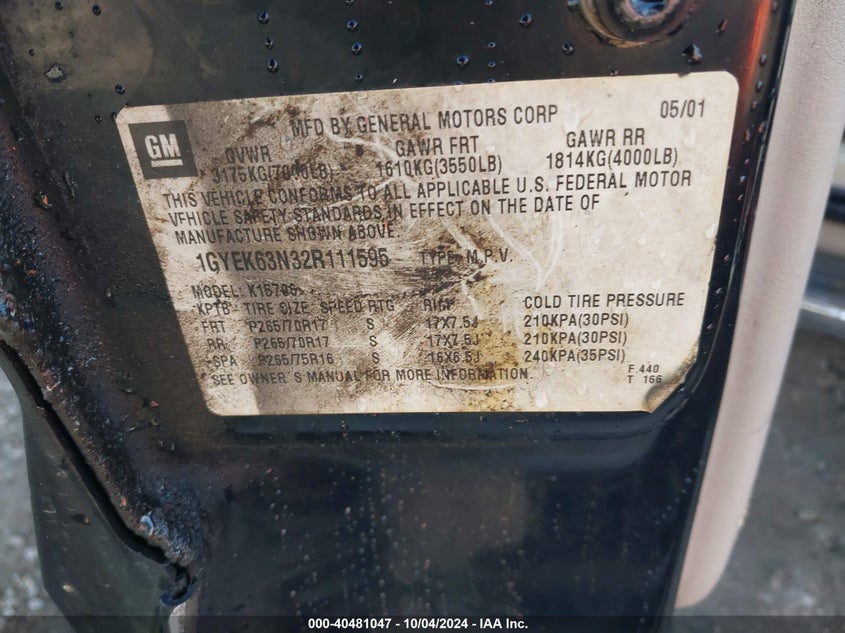 GM
MFD BY GENERAL MOTORS CORP 05/01
GVWR GAWR FRT GAWR RR
3175KG(7000LB) 1610KG(3550LB) 1814KG(4000LB)
THIS VEHICLE CONFORMS TO ALL APPLICABLE U.S. FEDERAL MOTOR
VEHICLE SAFETY STANDARDS IN EFFECT ON THE DATE OF
MANUFACTURE SHOWN ABOVE
1GYEK63N32R111595 TYPE: M.P.V.
MODEL: K15706
TIRE SIZE SPEED RTG RIM COLD TIRE PRESSURE
FRT P265/70R17 S 17X7.5J 210KPA(30PSI)
RR P265/70R17 S 17X7.5J 210KPA(30PSI)
SPA P265/75R16 S 16X6.5J 240KPA(35PSI)
SEE OWNER'S MANUAL FOR MORE INFORMATION. F 440
T 166
000-40481047 - 10/04/2024 - IAA Inc.